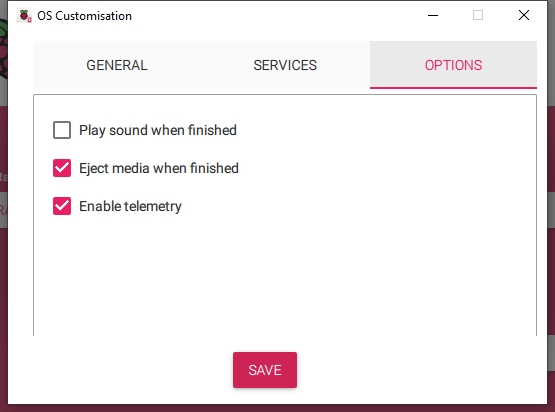 OS Customisation
GENERAL SERVICES OPTIONS
Play sound when finished
Eject media when finished
Enable telemetry
SAVE